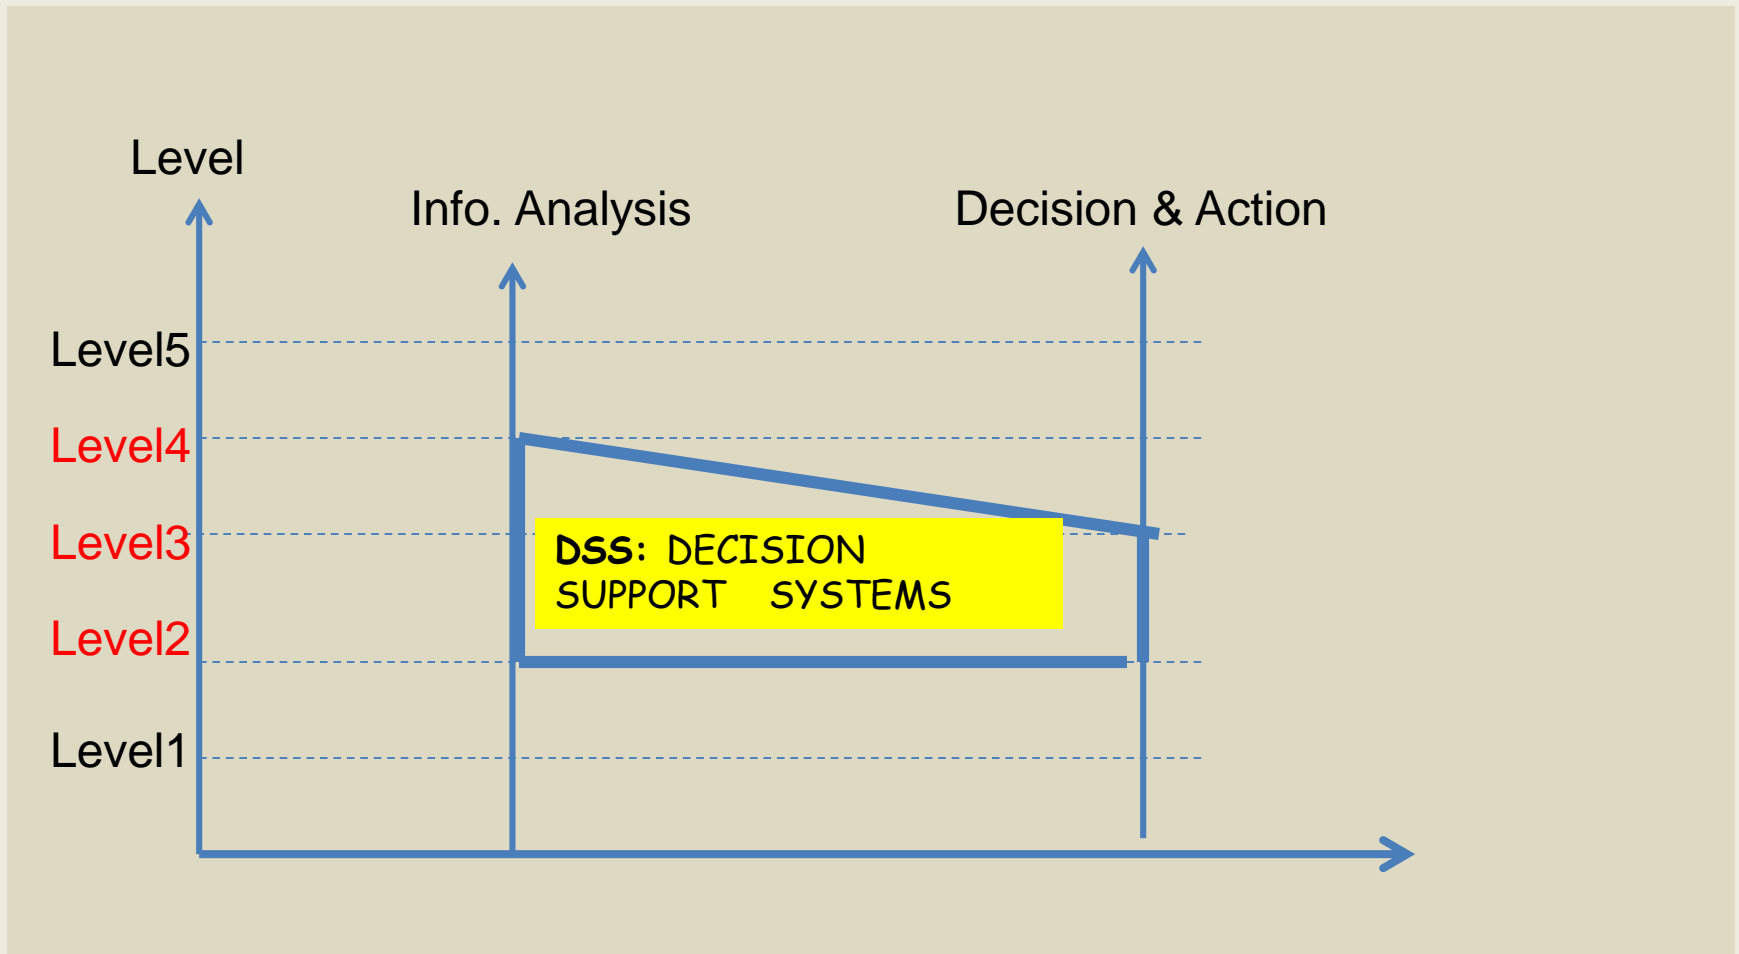 Level
Info. Analysis
Decision & Action
Level5
Level4
Level3
DSS: DECISION
SUPPORT SYSTEMS
Level2
Level1